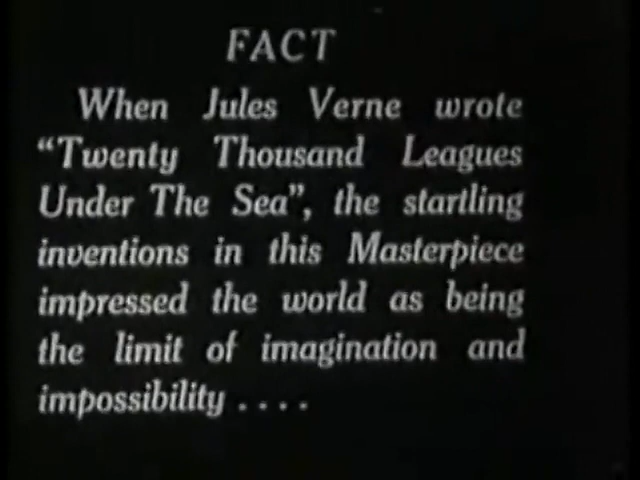 FACT
When Jules Verne wrote
“Twenty Thousand Leagues
Under The Sea”, the startling
inventions in this Masterpiece
impressed the world as being
the limit of imagination and
impossibility . . . .